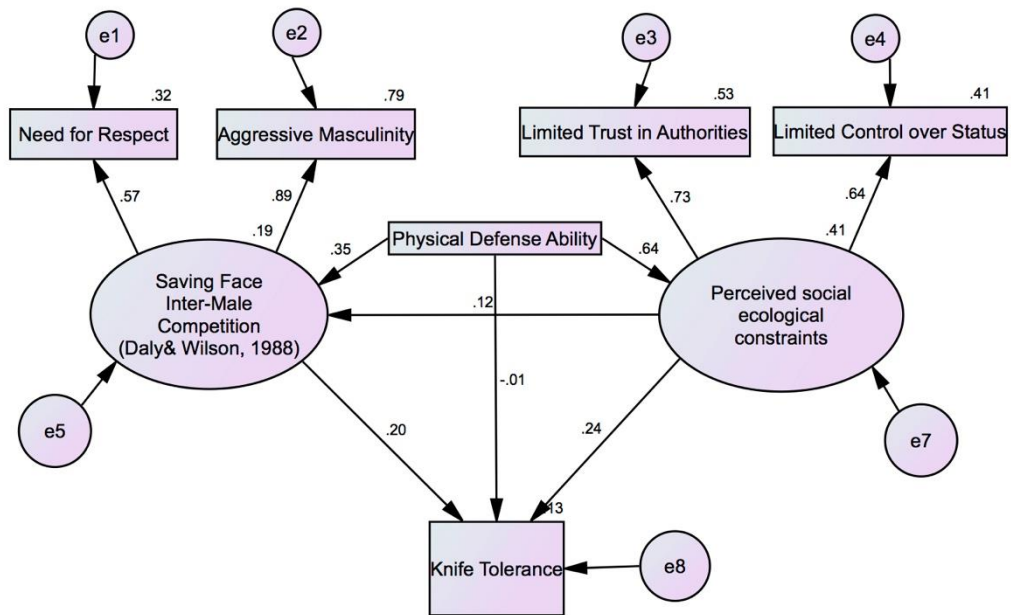 e1
e2
e3
e4
.32
.79
.53
.41
Need for Respect
Aggressive Masculinity
Limited Trust in Authorities
Limited Control over Status
.57
.89
.73
.64
.19
.41
Physical Defense Ability
.35
.64
Saving Face
Inter-Male
Competition
(Daly& Wilson, 1988)
.12
Perceived social
ecological
constraints
-.01
e5
e7
.20
.24
.13
Knife Tolerance
e8